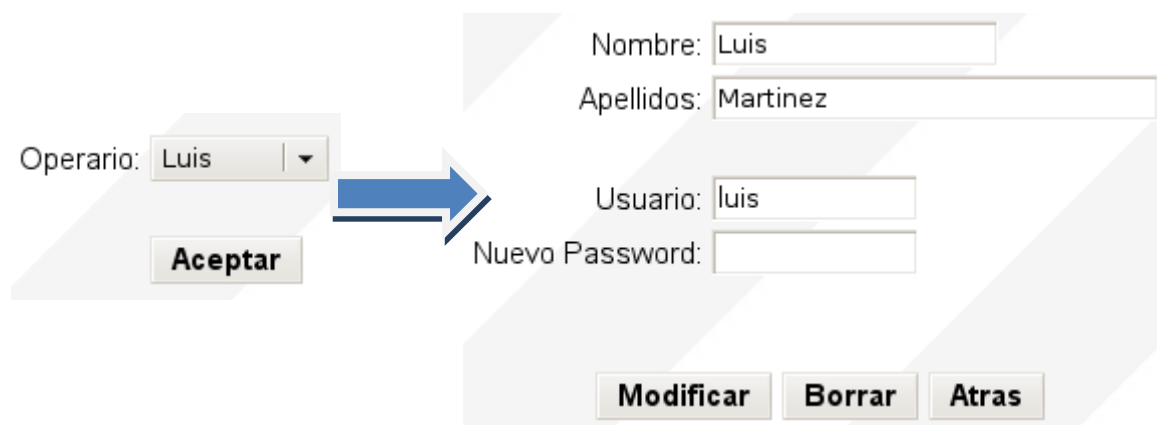 Operario: Luis
Aceptar
Nombre: Luis
Apellidos: Martinez
Usuario: luis
Nuevo Password:
Modificar Borrar Atras